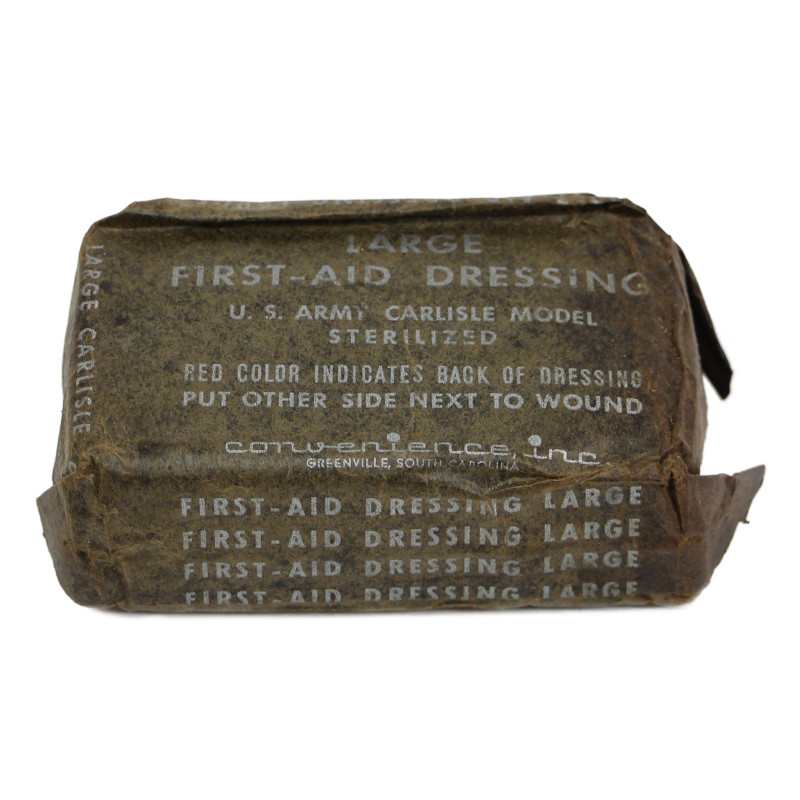 LARGE
FIRST-AID DRESSING
U. S. ARMY CARLISLE MODEL
STERILIZED
RED COLOR INDICATES BACK OF DRESSING
PUT OTHER SIDE NEXT TO WOUND
convenience, inc
GREENVILLE, SOUTH CAROLINA
FIRST-AID DRESSING LARGE
FIRST-AID DRESSING LARGE
FIRST-AID DRESSING LARGE
FIRST-AID DRESSING LARGE
LARGE CARLISLE